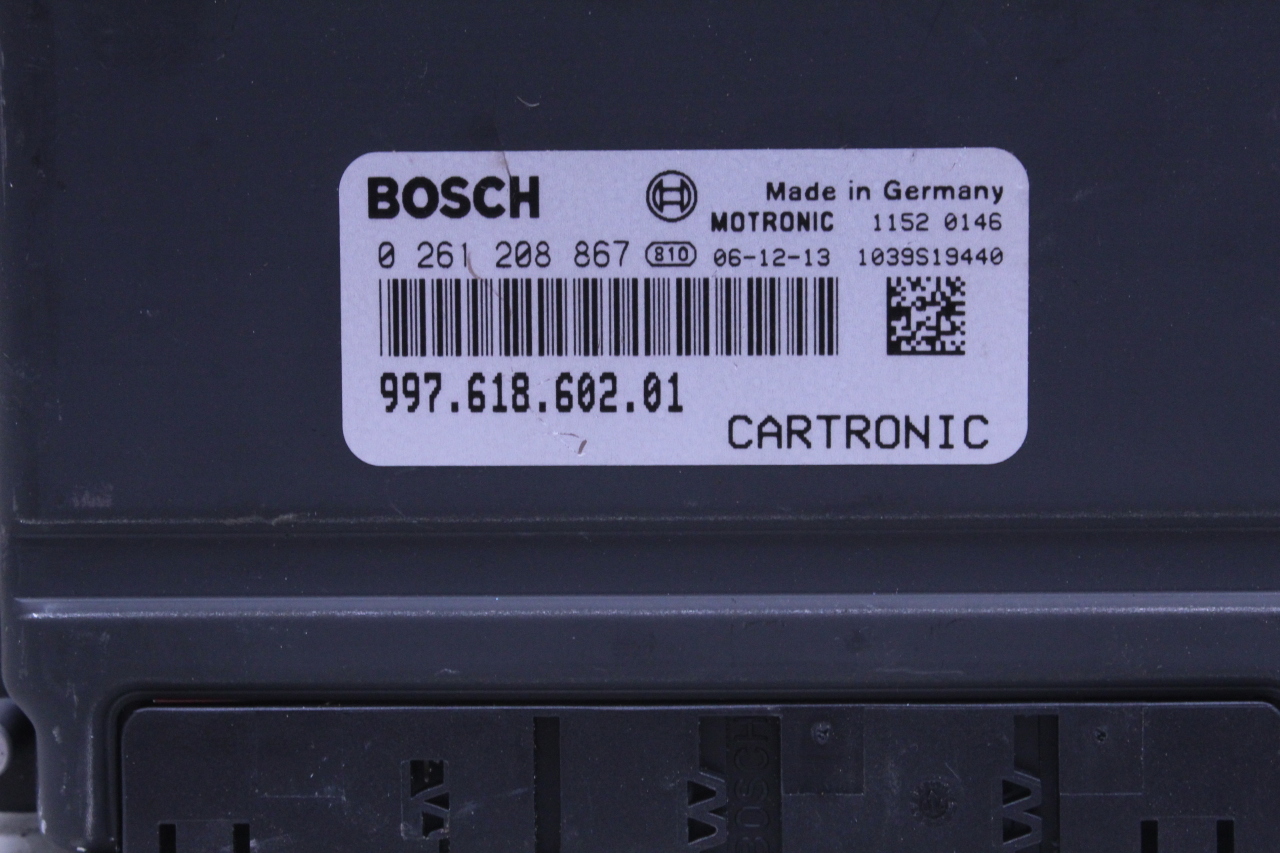 BOSCH
Made in Germany
MOTRONIC 1152 0146
0 261 208 867 810 06-12-13 1039S19440
997.618.602.01
CARTRONIC
BOSCH